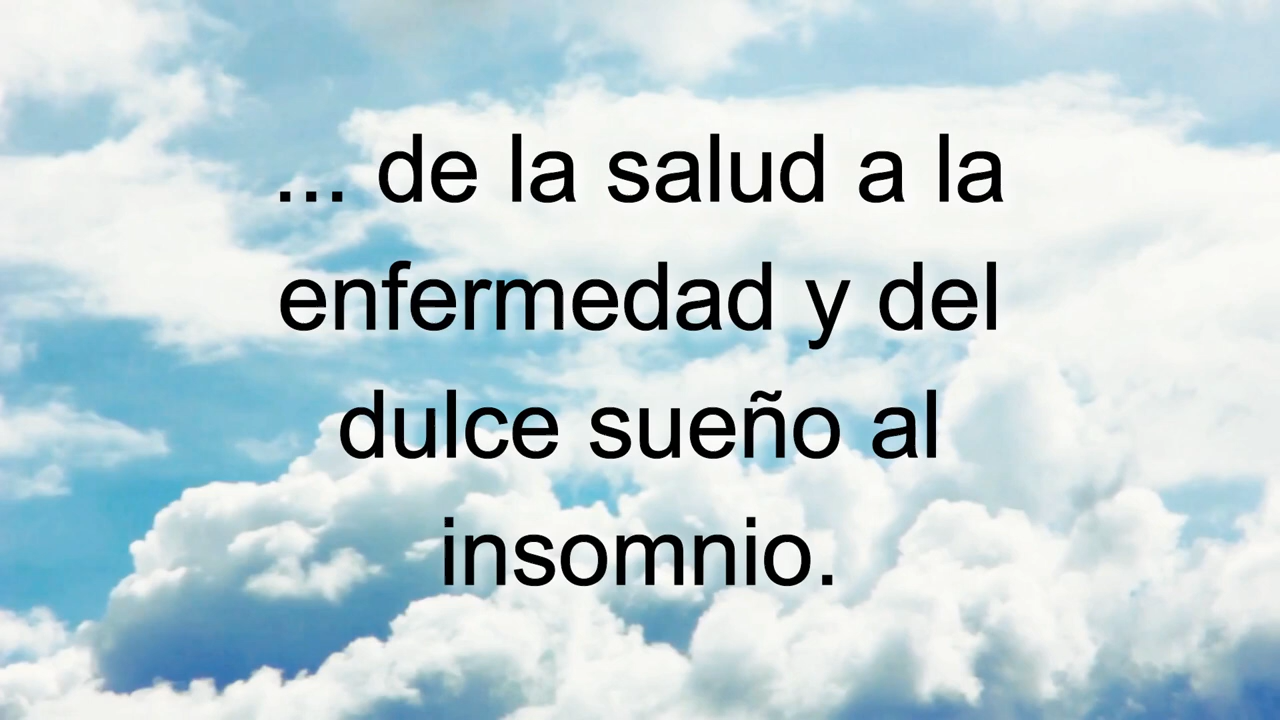 ... de la salud a la
enfermedad y del
dulce sueño al
insomnio.